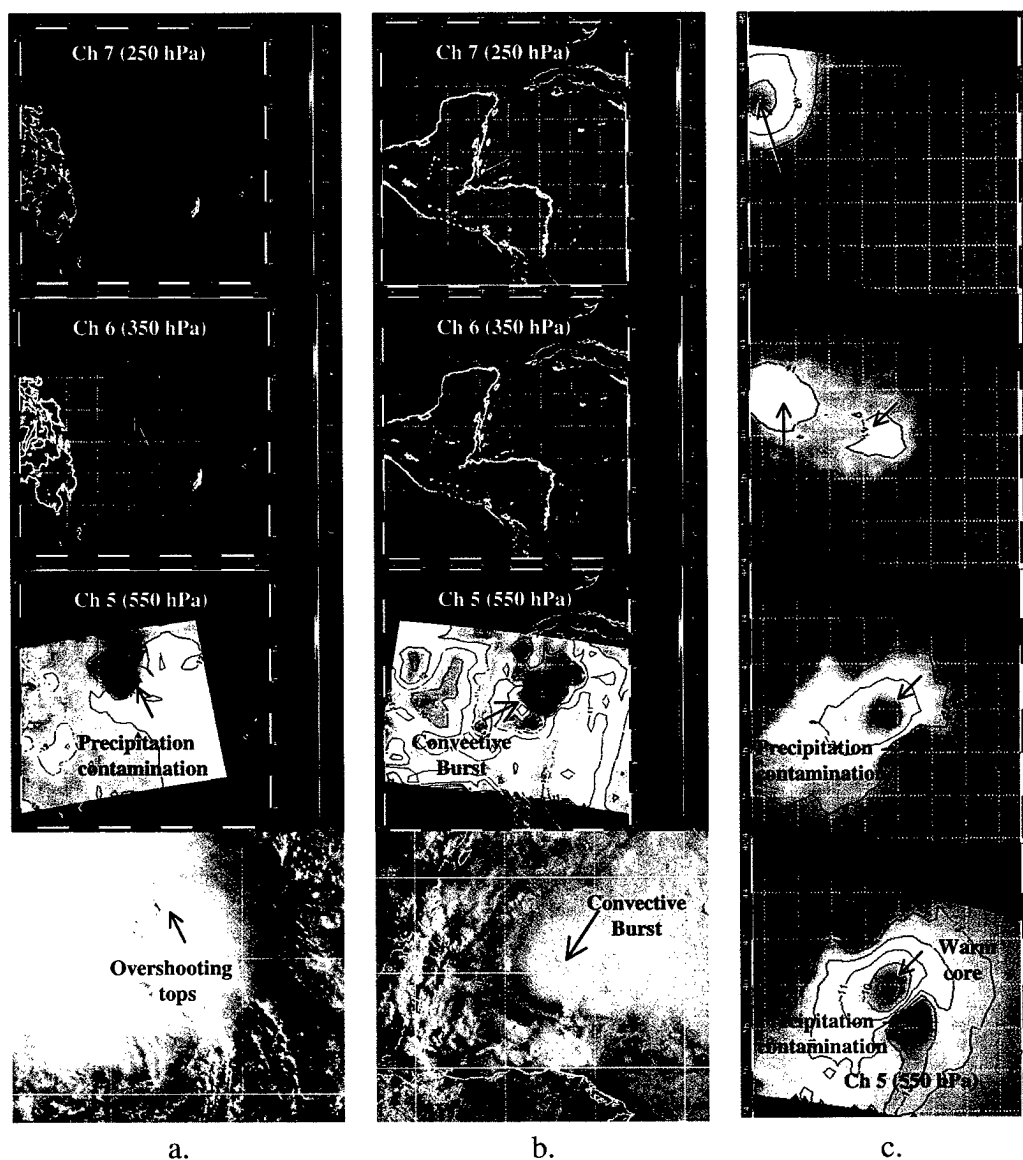 Ch 7 (250 hPa)
Ch 6 (350 hPa)
Ch 5 (550 hPa)
Precipitation
contamination
Overshooting
tops
a.
Ch 7 (250 hPa)
Ch 6 (350 hPa)
Ch 5 (550 hPa)
Convective
Burst
Convective
Burst
b.
Precipitation
contamination
Warm
core
Precipitation
contamination
Ch 5 (550 hPa)
c.